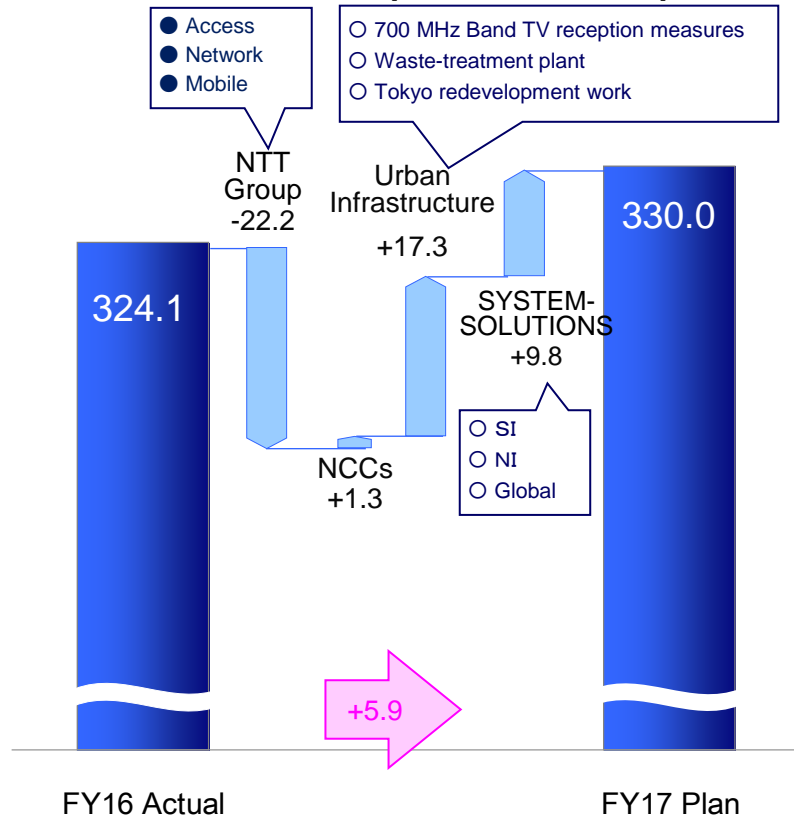 ● Access
● Network
● Mobile
○ 700 MHz Band TV reception measures
○ Waste-treatment plant
○ Tokyo redevelopment work
NTT
Group
-22.2
Urban
Infrastructure
+17.3
324.1
330.0
SYSTEM-
SOLUTIONS
+9.8
○ SI
○ NI
○ Global
NCCs
+1.3
+5.9
FY16 Actual
FY17 Plan